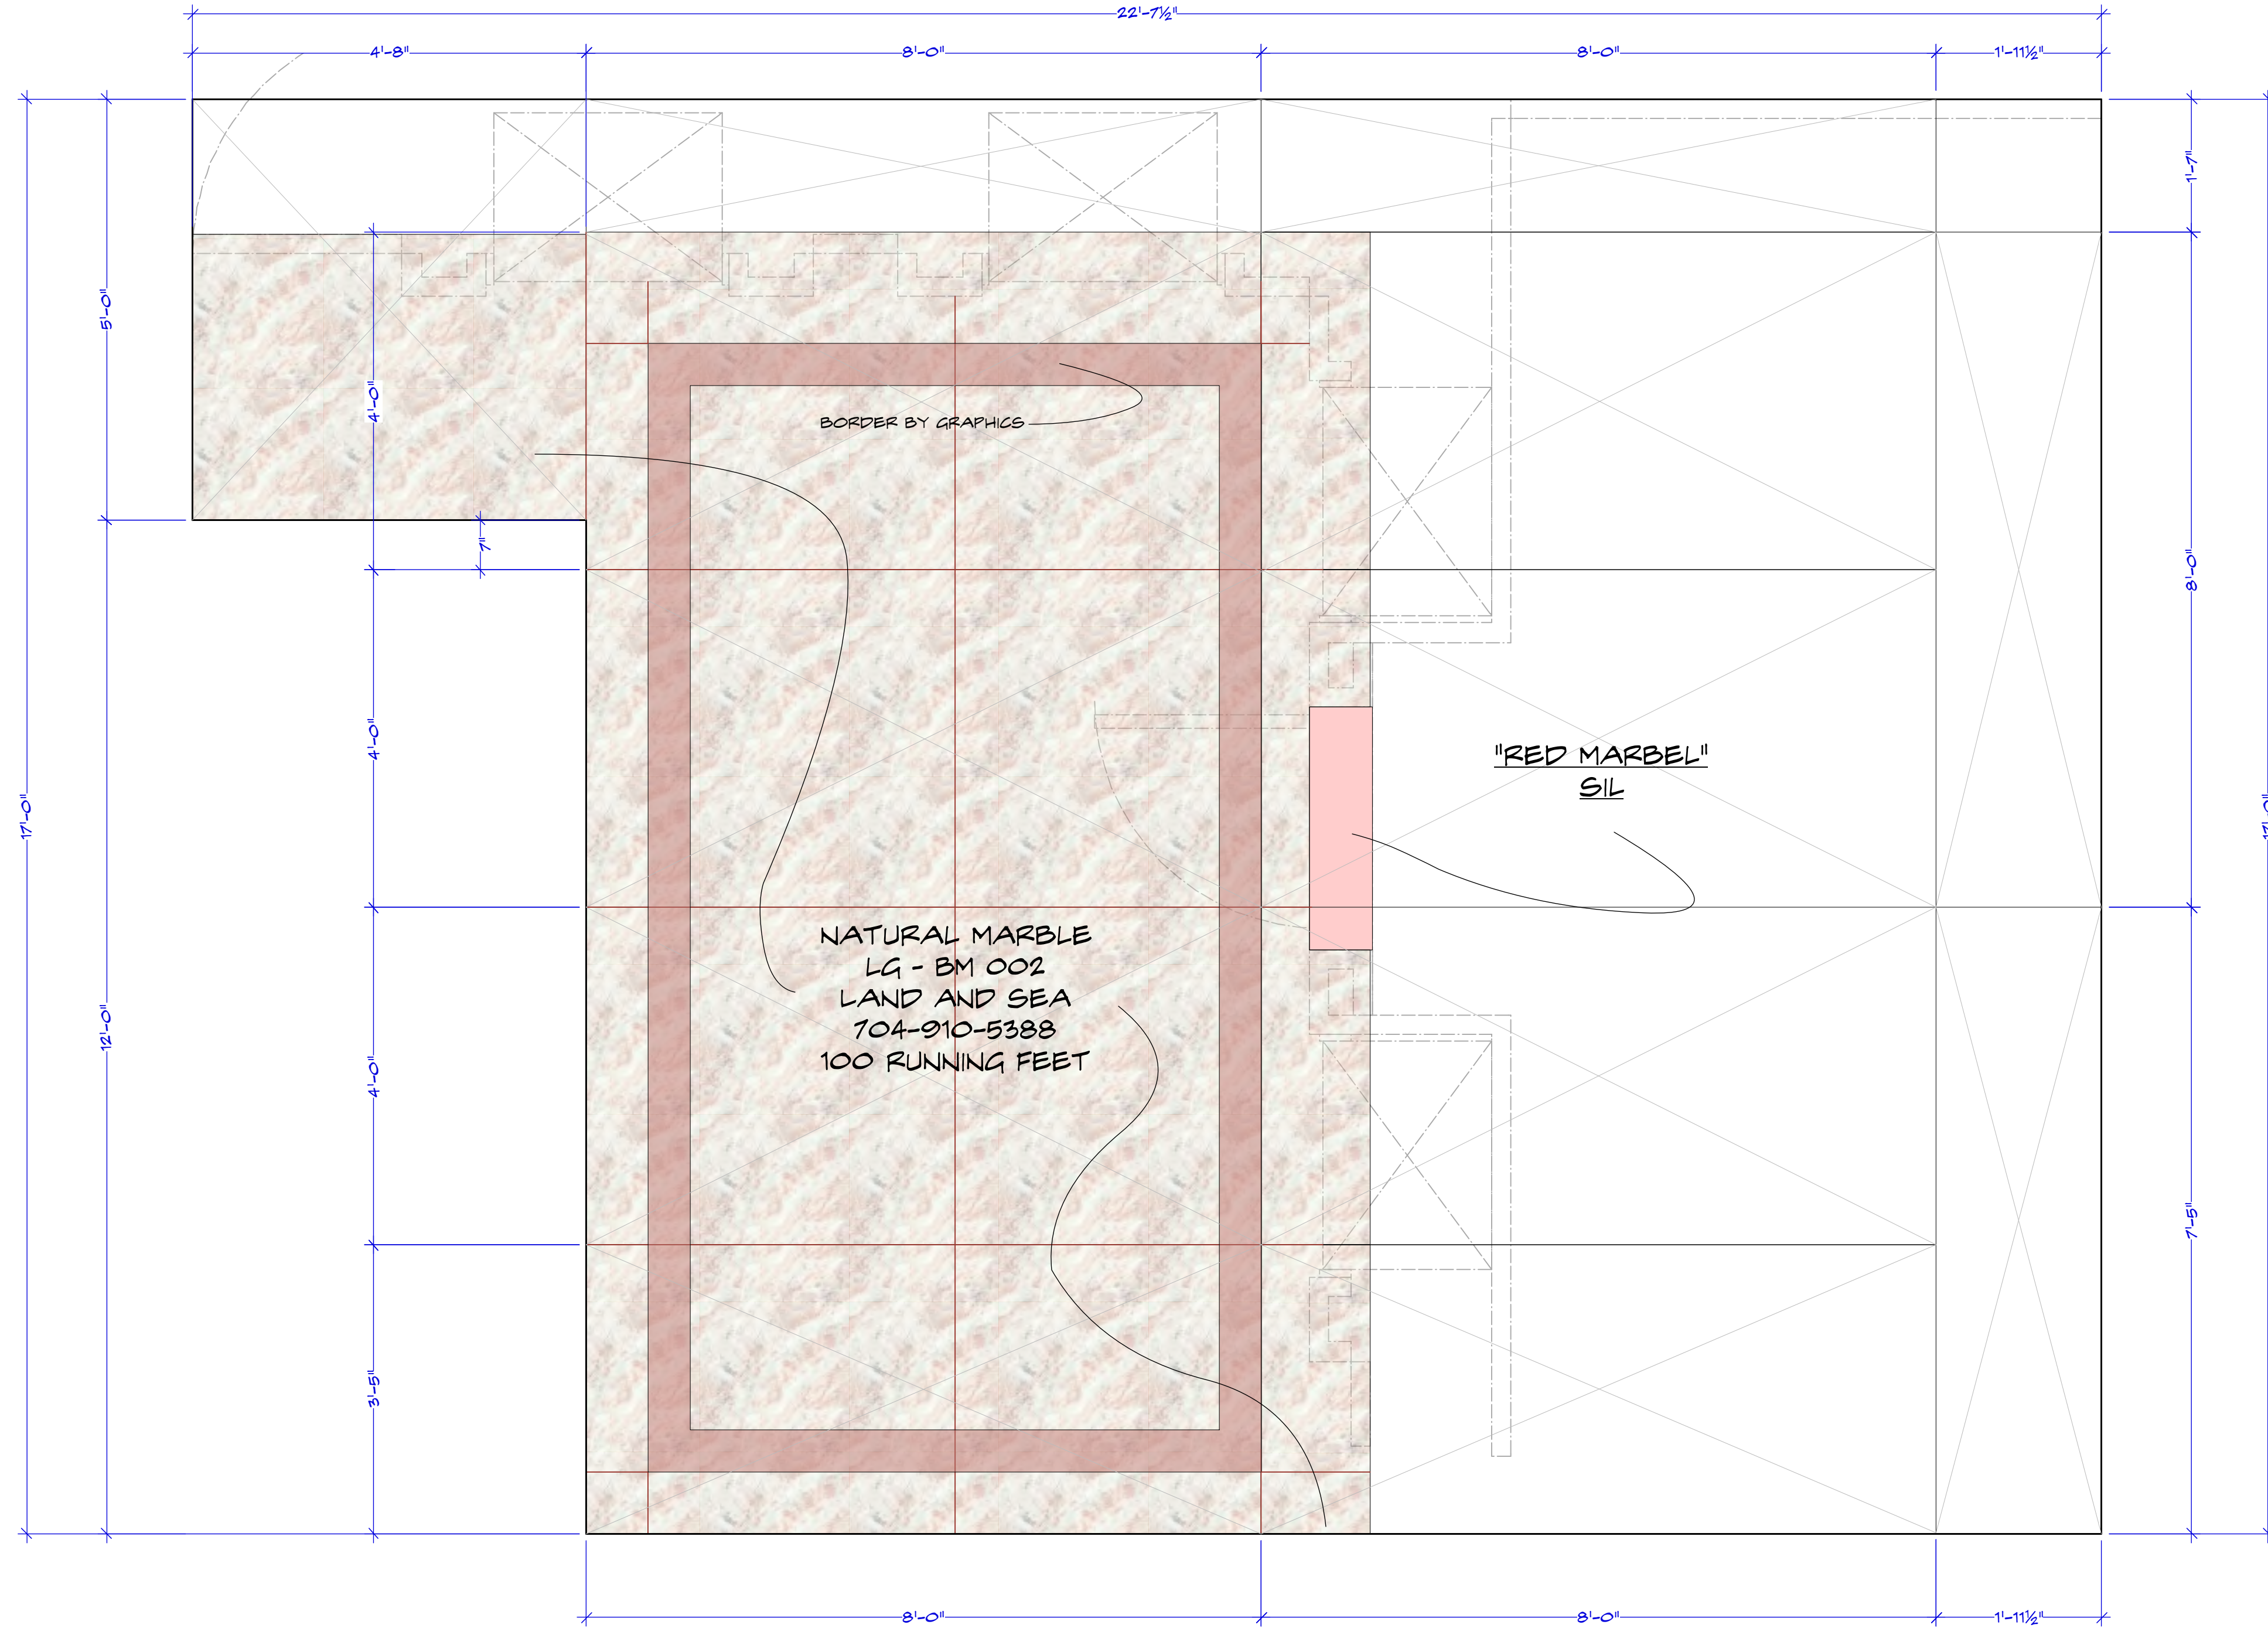 22'-7½"
4'-8"
8'-0"
8'-0"
1'-11½"
1'-7"
5'-0"
4'-0"
BORDER BY GRAPHICS
7"
8'-0"
4'-0"
"RED MARBEL"
SIL
17'-0"
NATURAL MARBLE
LG - BM 002
LAND AND SEA
704-910-5388
100 RUNNING FEET
12'-0"
4'-0"
7'-5"
3'-5"
8'-0"
8'-0"
1'-11½"